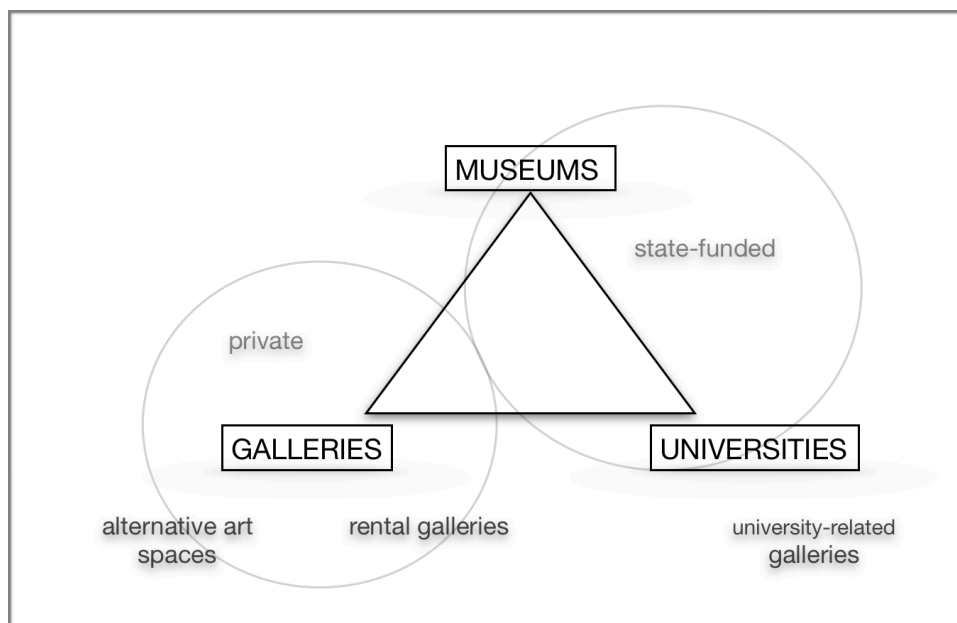 MUSEUMS
state-funded
private
GALLERIES
UNIVERSITIES
alternative art
spaces
rental galleries
university-related
galleries